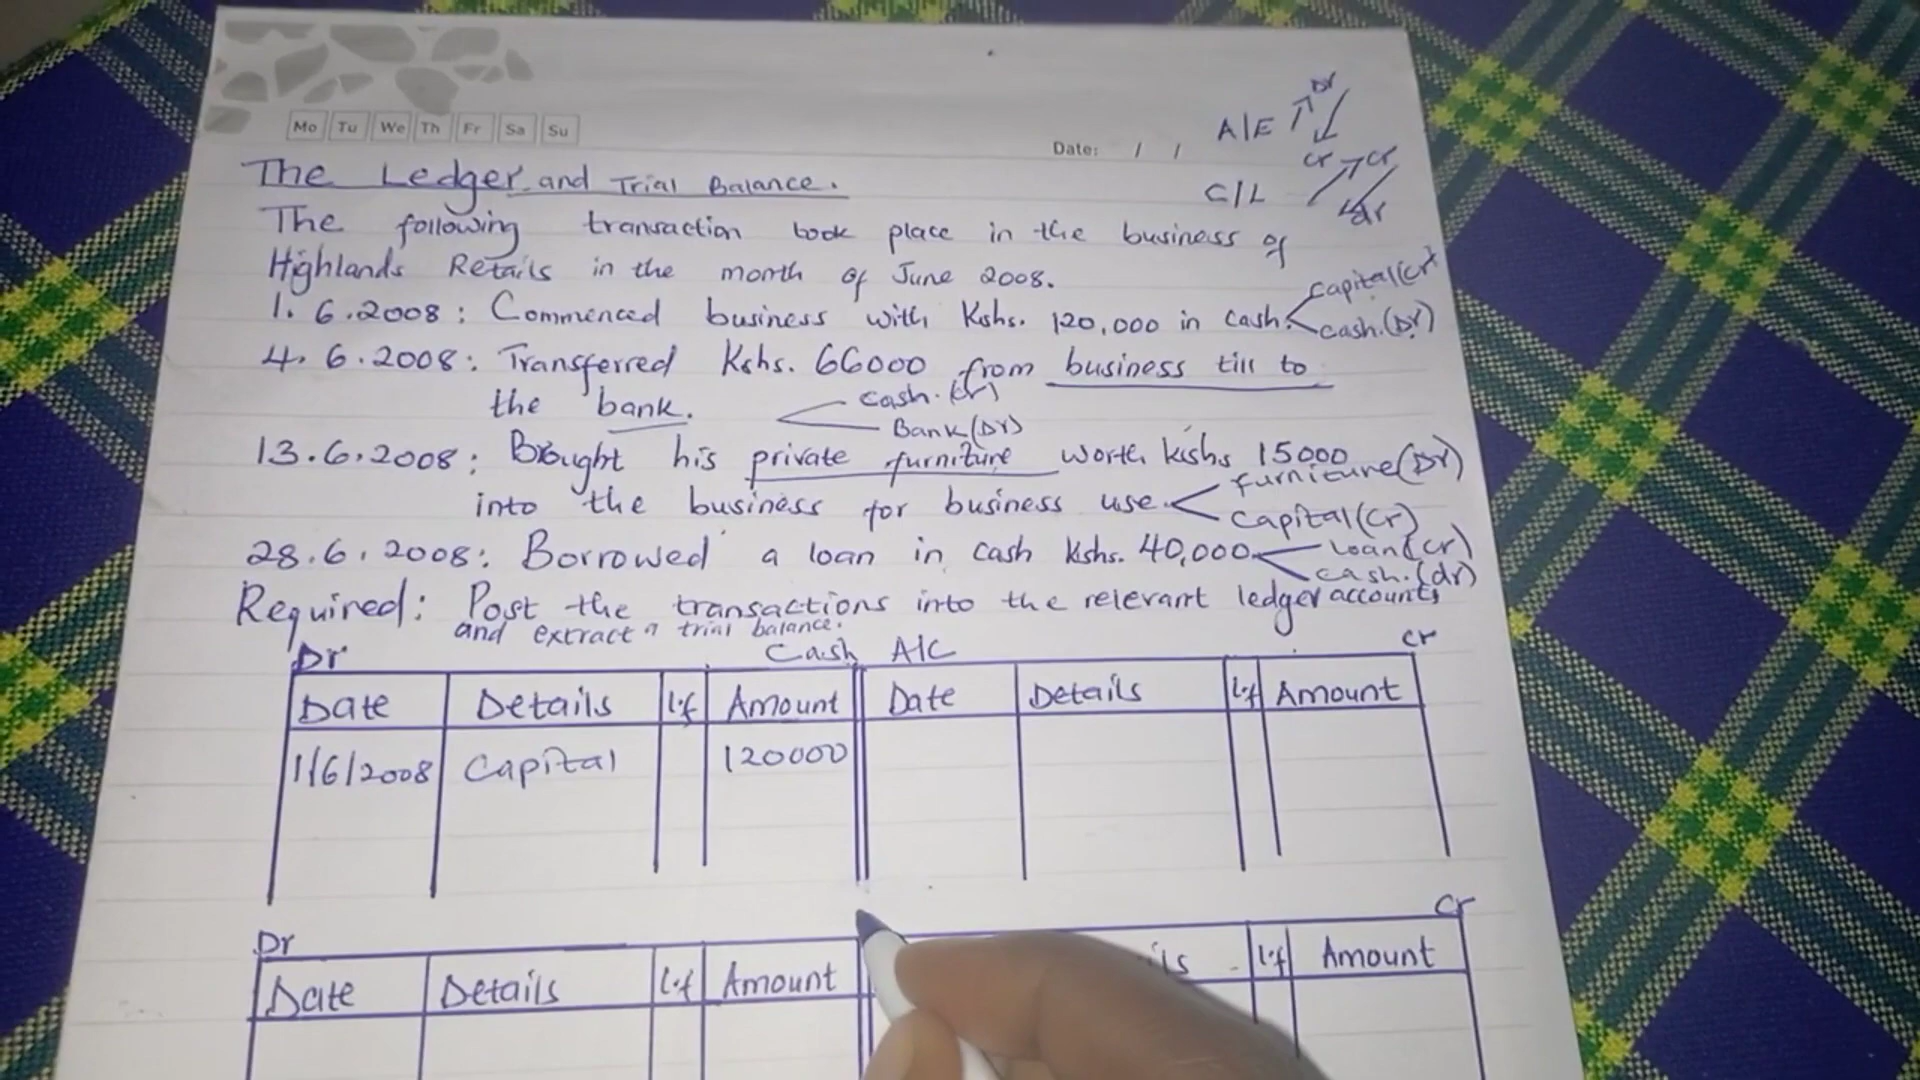 Mo Tu We Th Fr Sa Su
Date: / /
A/E Dr
Cr Cr
C/L dr
The Ledger and Trial Balance.
The following transaction took place in the business of
Highlands Retails in the month of June 2008.
1. 6.2008: Commenced business with Kshs. 120,000 in cash. capital(Cr)
cash.(Dr)
4. 6. 2008: Transferred Kshs. 66000 from business till to
the bank. cash.(cr)
Bank(Dr)
13.6.2008: Brought his private furniture worth kshs 15000
into the business for business use. furniture(Dr)
Capital(Cr)
28.6.2008: Borrowed a loan in cash kshs. 40,000 Loan(cr)
cash.(dr)
Required: Post the transactions into the relevant ledger accounts
and extract a trial balance.
Dr Cash A/C cr
Date Details l.f Amount Date Details l.f Amount
1/6/2008 Capital 120000
Dr Cr
Date Details l.f Amount ils l.f Amount